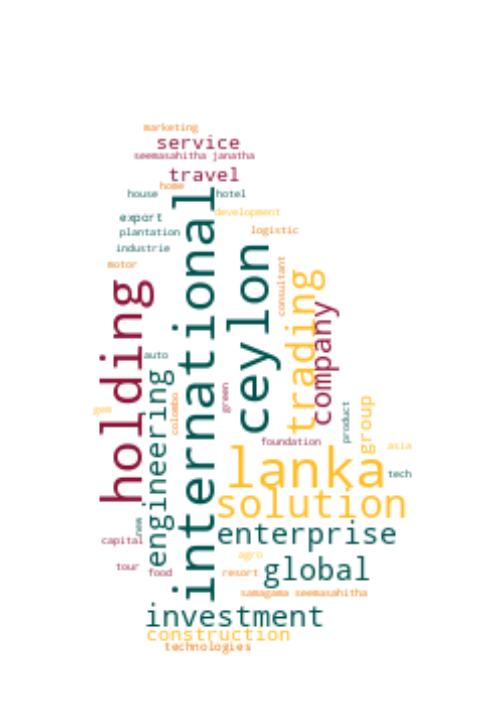 marketing
service
seemasahitha janatha
travel
home
house
hotel
international
development
export
plantation
logistic
industrie
ceylon
motor
consultant
trading
holding
company
auto
engineering
green
colombo
gem
product
group
foundation
asia
lanka
tech
solution
new
enterprise
capital
agro
global
tour
food
resort
samagama seemasahitha
investment
construction
technologies